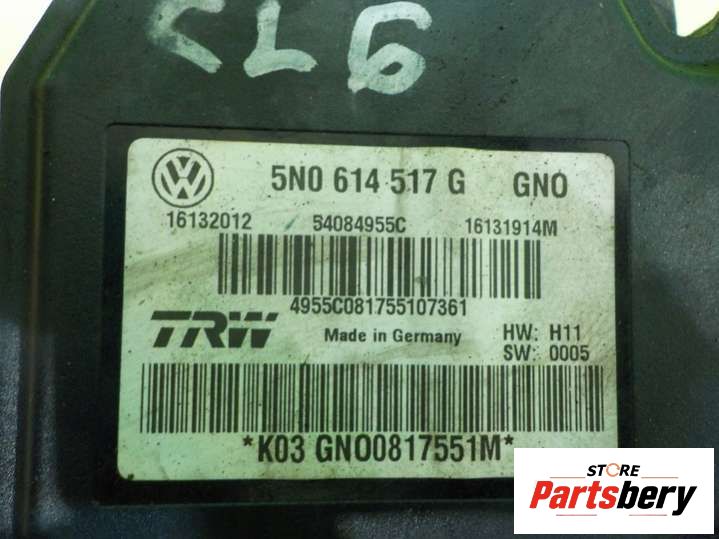 CL6
5N0 614 517 G GNO
16132012 54084955C 16131914M
4955C081755107361
TRW Made in Germany HW: H11
SW: 0005
*K03 GNO0817551M*
STORE
Partsbery